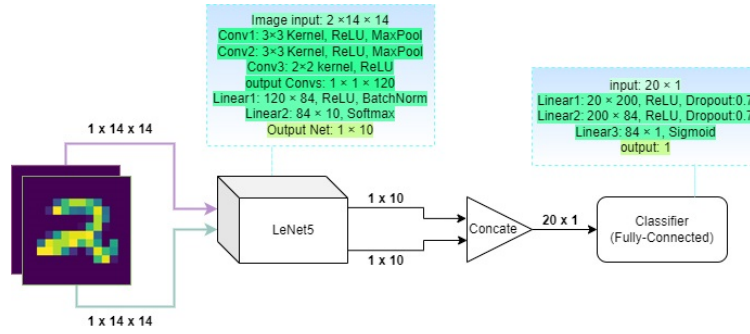 Image input: 2 ×14 × 14
Conv1: 3×3 Kernel, ReLU, MaxPool
Conv2: 3×3 Kernel, ReLU, MaxPool
Conv3: 2×2 kernel, ReLU
output Convs: 1 × 1 × 120
Linear1: 120 × 84, ReLU, BatchNorm
Linear2: 84 × 10, Softmax
Output Net: 1 × 10
input: 20 × 1
Linear1: 20 × 200, ReLU, Dropout:0.7
Linear2: 200 × 84, ReLU, Dropout:0.7
Linear3: 84 × 1, Sigmoid
output: 1
1 x 14 x 14
LeNet5
1 x 10
1 x 10
Concate
20 x 1
Classifier
(Fully-Connected)
1 x 14 x 14